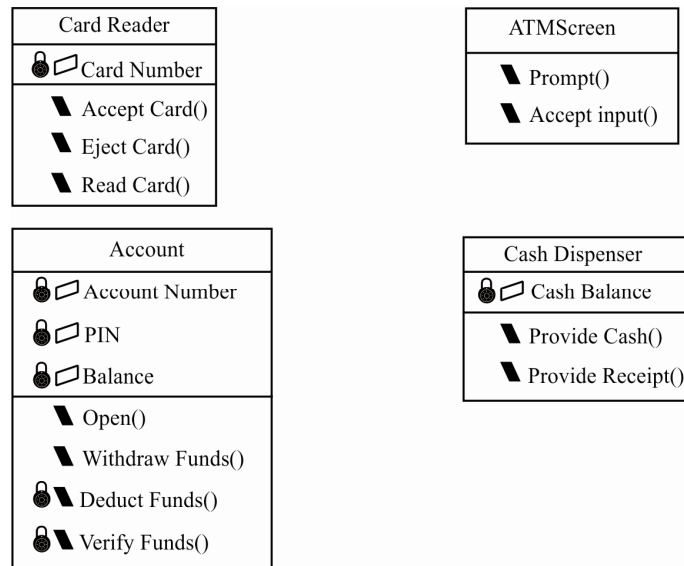 Card Reader
Card Number
Accept Card()
Eject Card()
Read Card()
ATMScreen
Prompt()
Accept input()
Account
Account Number
PIN
Balance
Open()
Withdraw Funds()
Deduct Funds()
Verify Funds()
Cash Dispenser
Cash Balance
Provide Cash()
Provide Receipt()